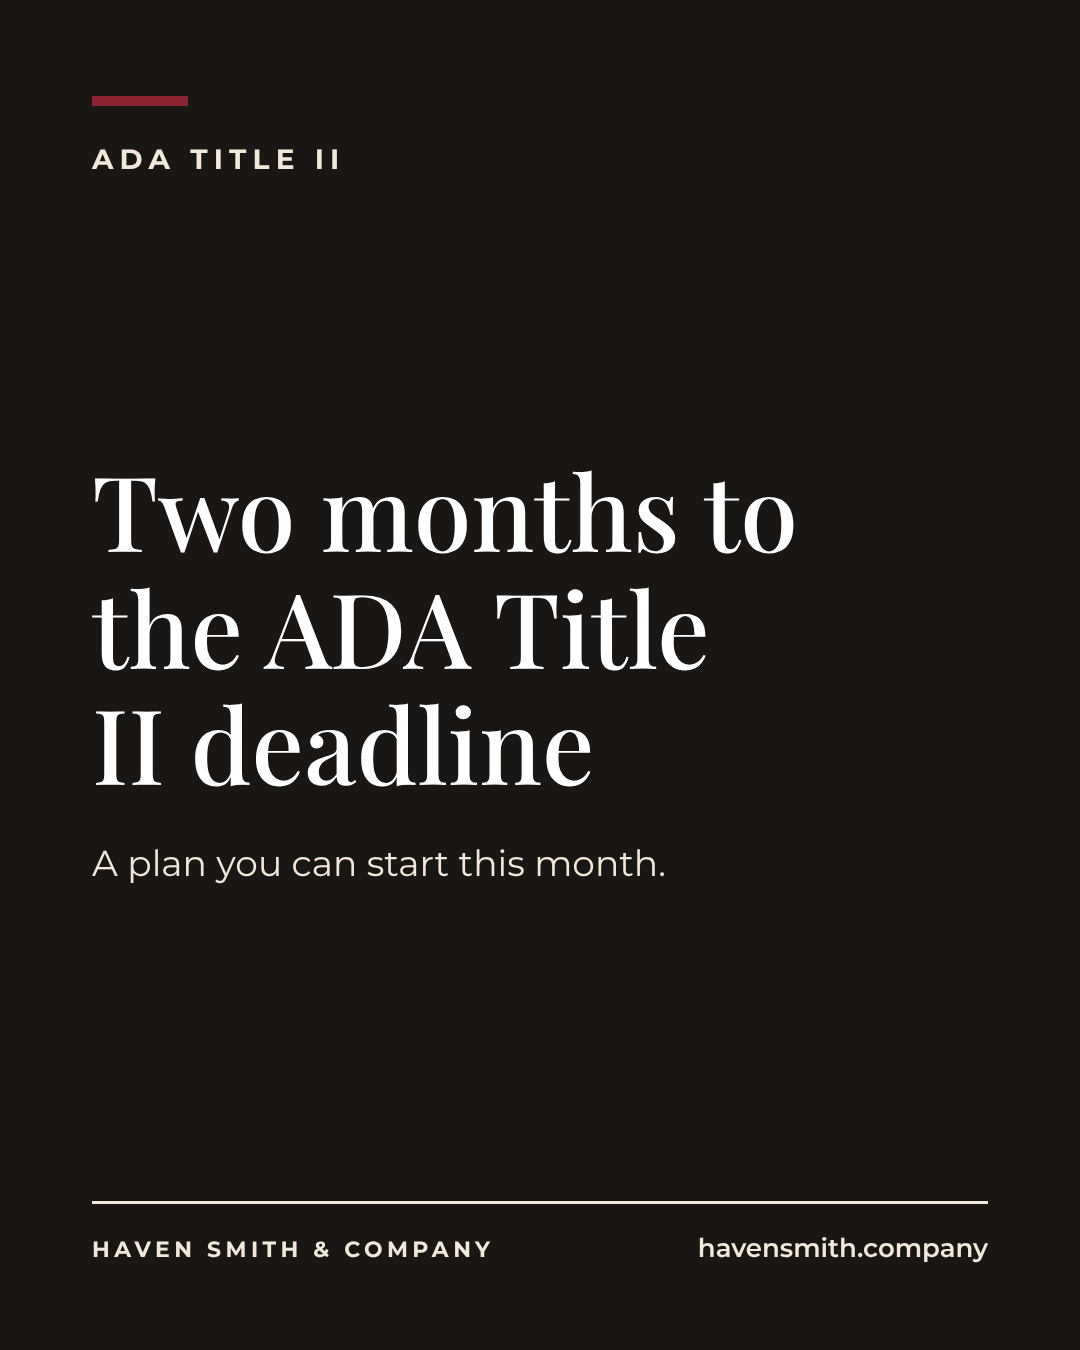 ADA TITLE II
Two months to
the ADA Title
II deadline
A plan you can start this month.
HAVEN SMITH & COMPANY
havensmith.company